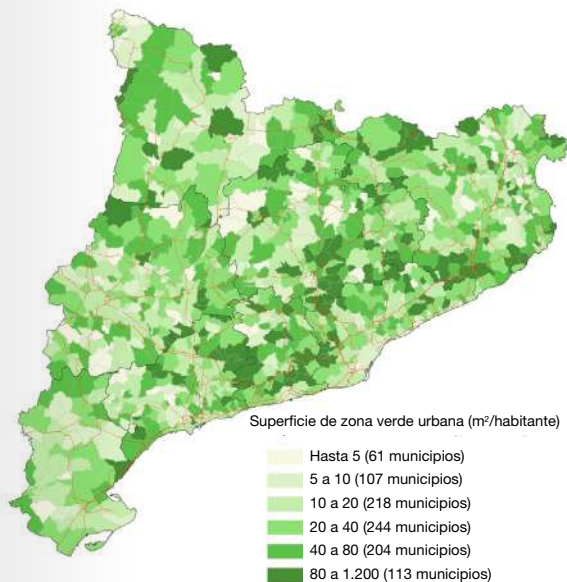 Superficie de zona verde urbana (m²/habitante)
Hasta 5 (61 municipios)
5 a 10 (107 municipios)
10 a 20 (218 municipios)
20 a 40 (244 municipios)
40 a 80 (204 municipios)
80 a 1.200 (113 municipios)